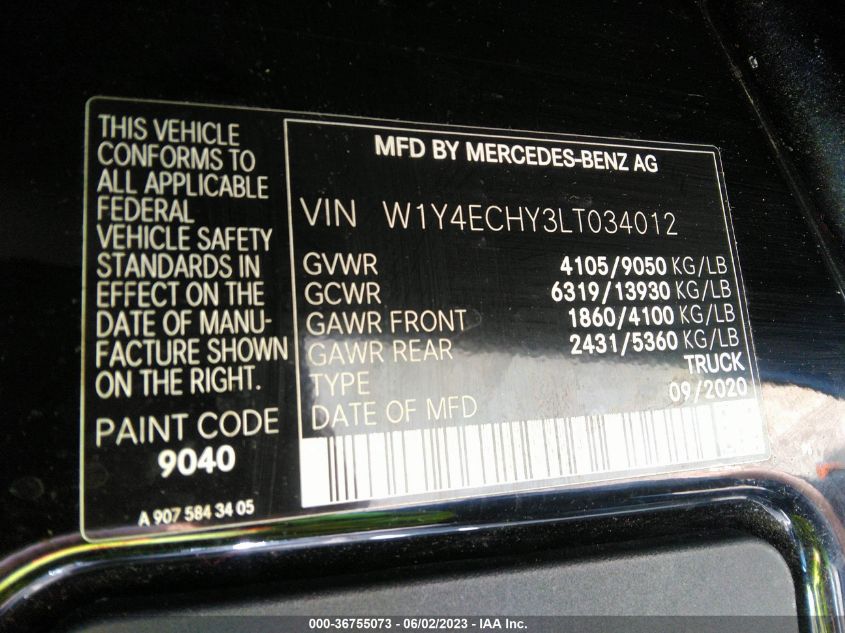 THIS VEHICLE
CONFORMS TO
ALL APPLICABLE
FEDERAL
VEHICLE SAFETY
STANDARDS IN
EFFECT ON THE
DATE OF MANU-
FACTURE SHOWN
ON THE RIGHT.
PAINT CODE
9040
A 907 584 34 05
MFD BY MERCEDES-BENZ AG
VIN W1Y4ECHY3LT034012
GVWR 4105/9050 KG/LB
GCWR 6319/13930 KG/LB
GAWR FRONT 1860/4100 KG/LB
GAWR REAR 2431/5360 KG/LB
TYPE TRUCK
DATE OF MFD 09/2020
000-36755073 - 06/02/2023 - IAA Inc.